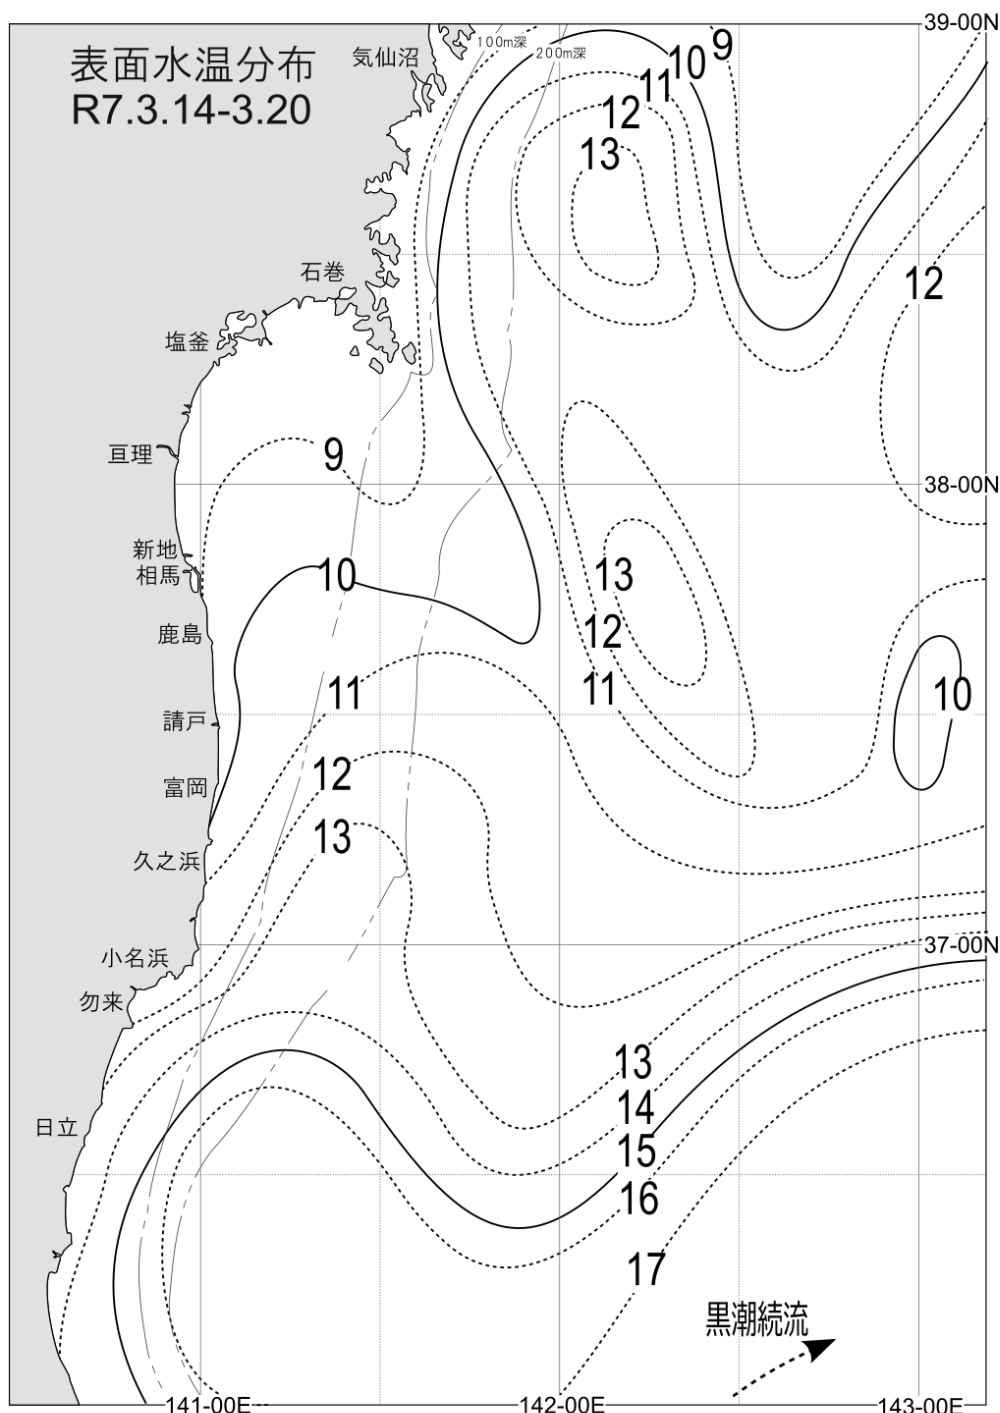 表面水温分布
R7.3.14-3.20
39-00N
気仙沼
100m深
200m深
10
9
11
12
13
石巻
12
塩釜
亘理
9
38-00N
新地
相馬
10
13
鹿島
12
11
11
10
請戸
12
富岡
13
久之浜
37-00N
小名浜
勿来
13
14
日立
15
16
17
黒潮続流
141-00E
142-00E
143-00E